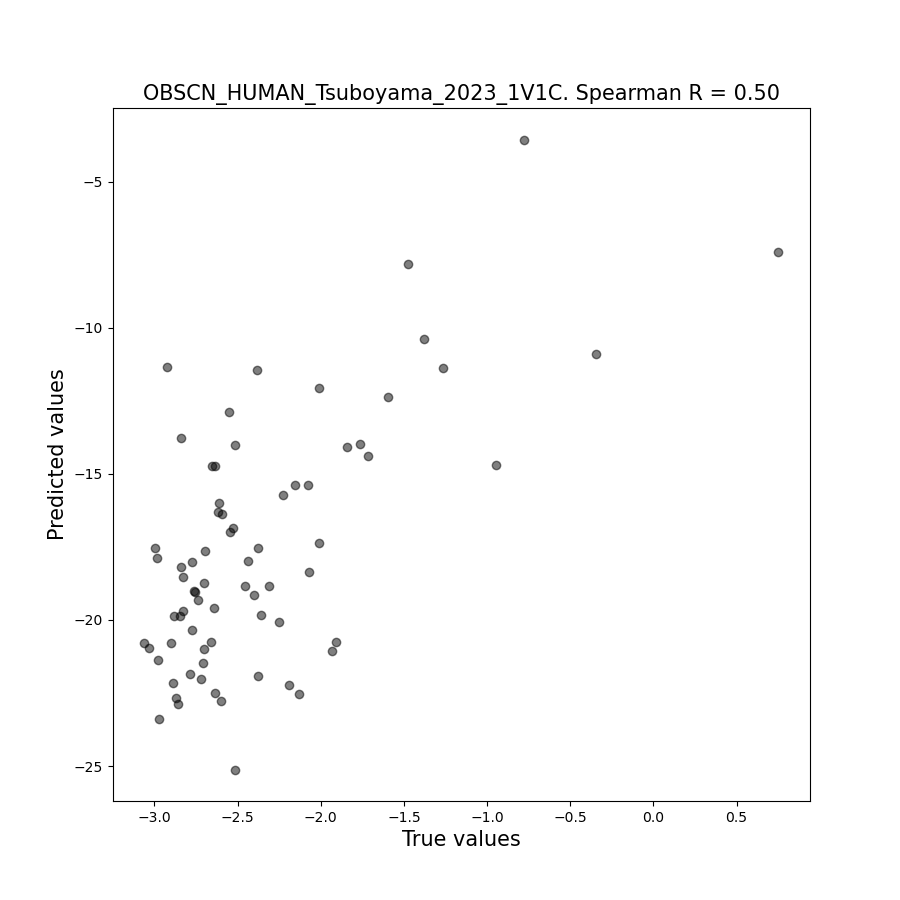 OBSCN_HUMAN_Tsuboyama_2023_1V1C. Spearman R = 0.50
Predicted values
−5
−10
−15
−20
−25
−3.0 −2.5 −2.0 −1.5 −1.0 −0.5 0.0 0.5
True values